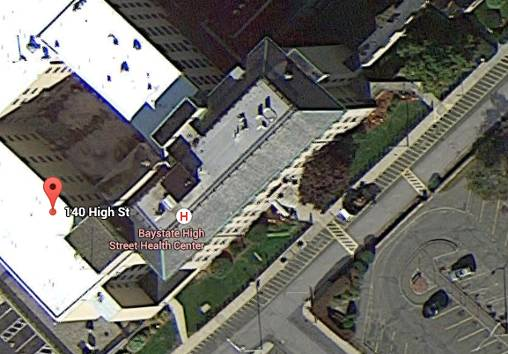 140 High St
H
Baystate High
Street Health Center